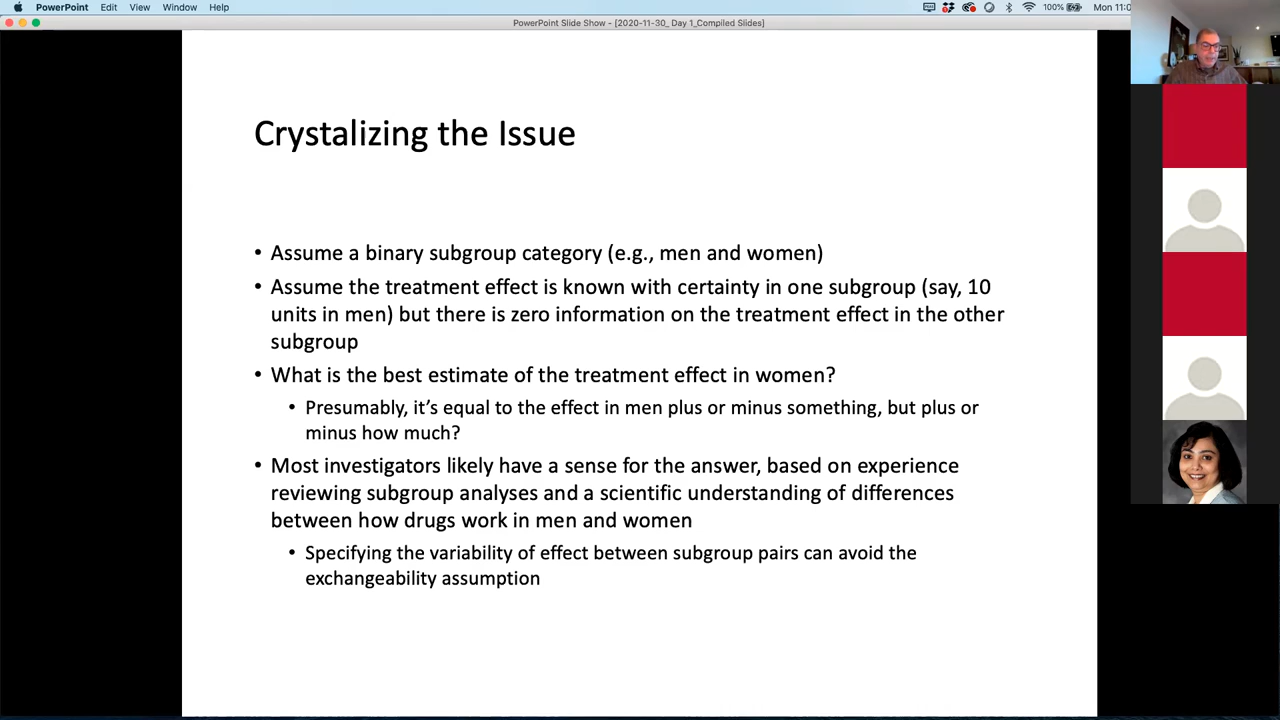 PowerPoint Edit View Window Help 100% Mon 11:0
PowerPoint Slide Show - [2020-11-30_ Day 1_Compiled Slides]
Crystalizing the Issue
• Assume a binary subgroup category (e.g., men and women)
• Assume the treatment effect is known with certainty in one subgroup (say, 10
units in men) but there is zero information on the treatment effect in the other
subgroup
• What is the best estimate of the treatment effect in women?
• Presumably, it's equal to the effect in men plus or minus something, but plus or
minus how much?
• Most investigators likely have a sense for the answer, based on experience
reviewing subgroup analyses and a scientific understanding of differences
between how drugs work in men and women
• Specifying the variability of effect between subgroup pairs can avoid the
exchangeability assumption